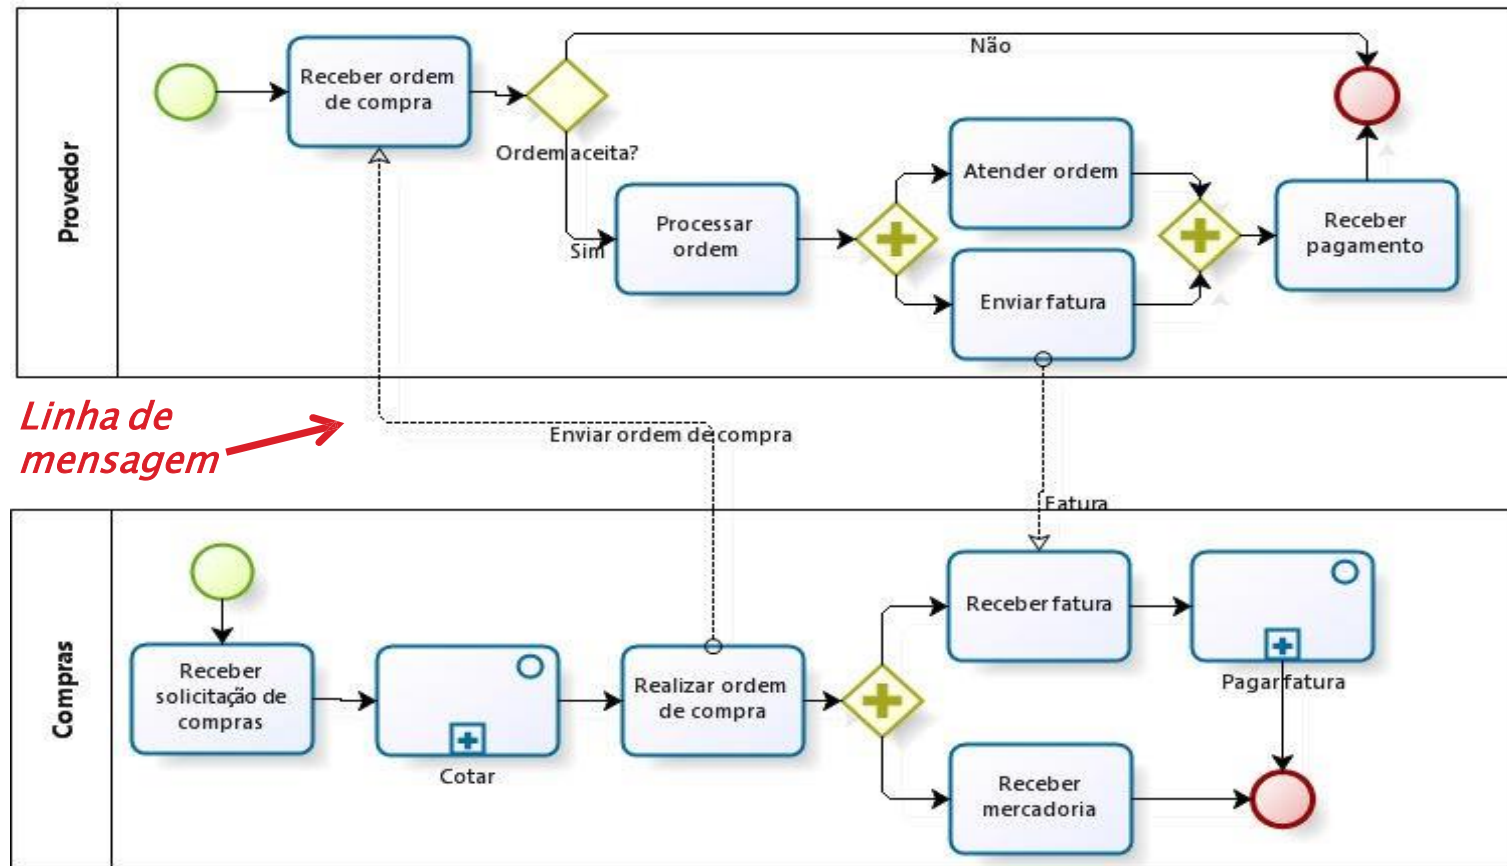 Provedor
Receber ordem
de compra
Ordem aceita?
Não
Sim
Processar
ordem
Atender ordem
Enviar fatura
Receber
pagamento
Linha de
mensagem
Enviar ordem de compra
Fatura
Compras
Receber
solicitação de
compras
Cotar
Realizar ordem
de compra
Receber fatura
Pagar fatura
Receber
mercadoria